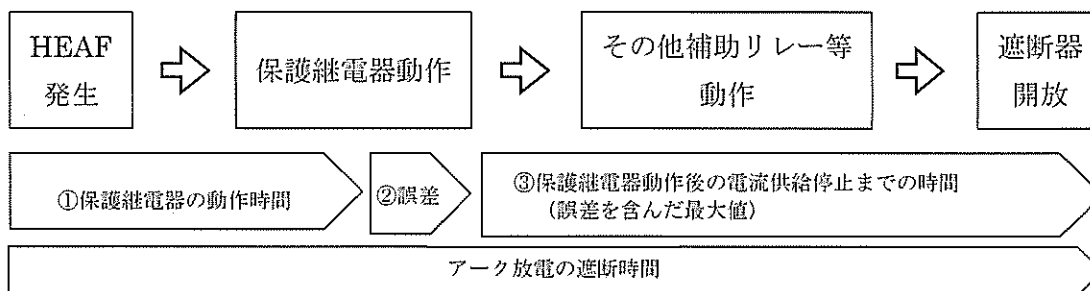 HEAF
発生
保護継電器動作
その他補助リレー等
動作
遮断器
開放
①保護継電器の動作時間
②誤差
③保護継電器動作後の電流供給停止までの時間
(誤差を含んだ最大値)
アーク放電の遮断時間